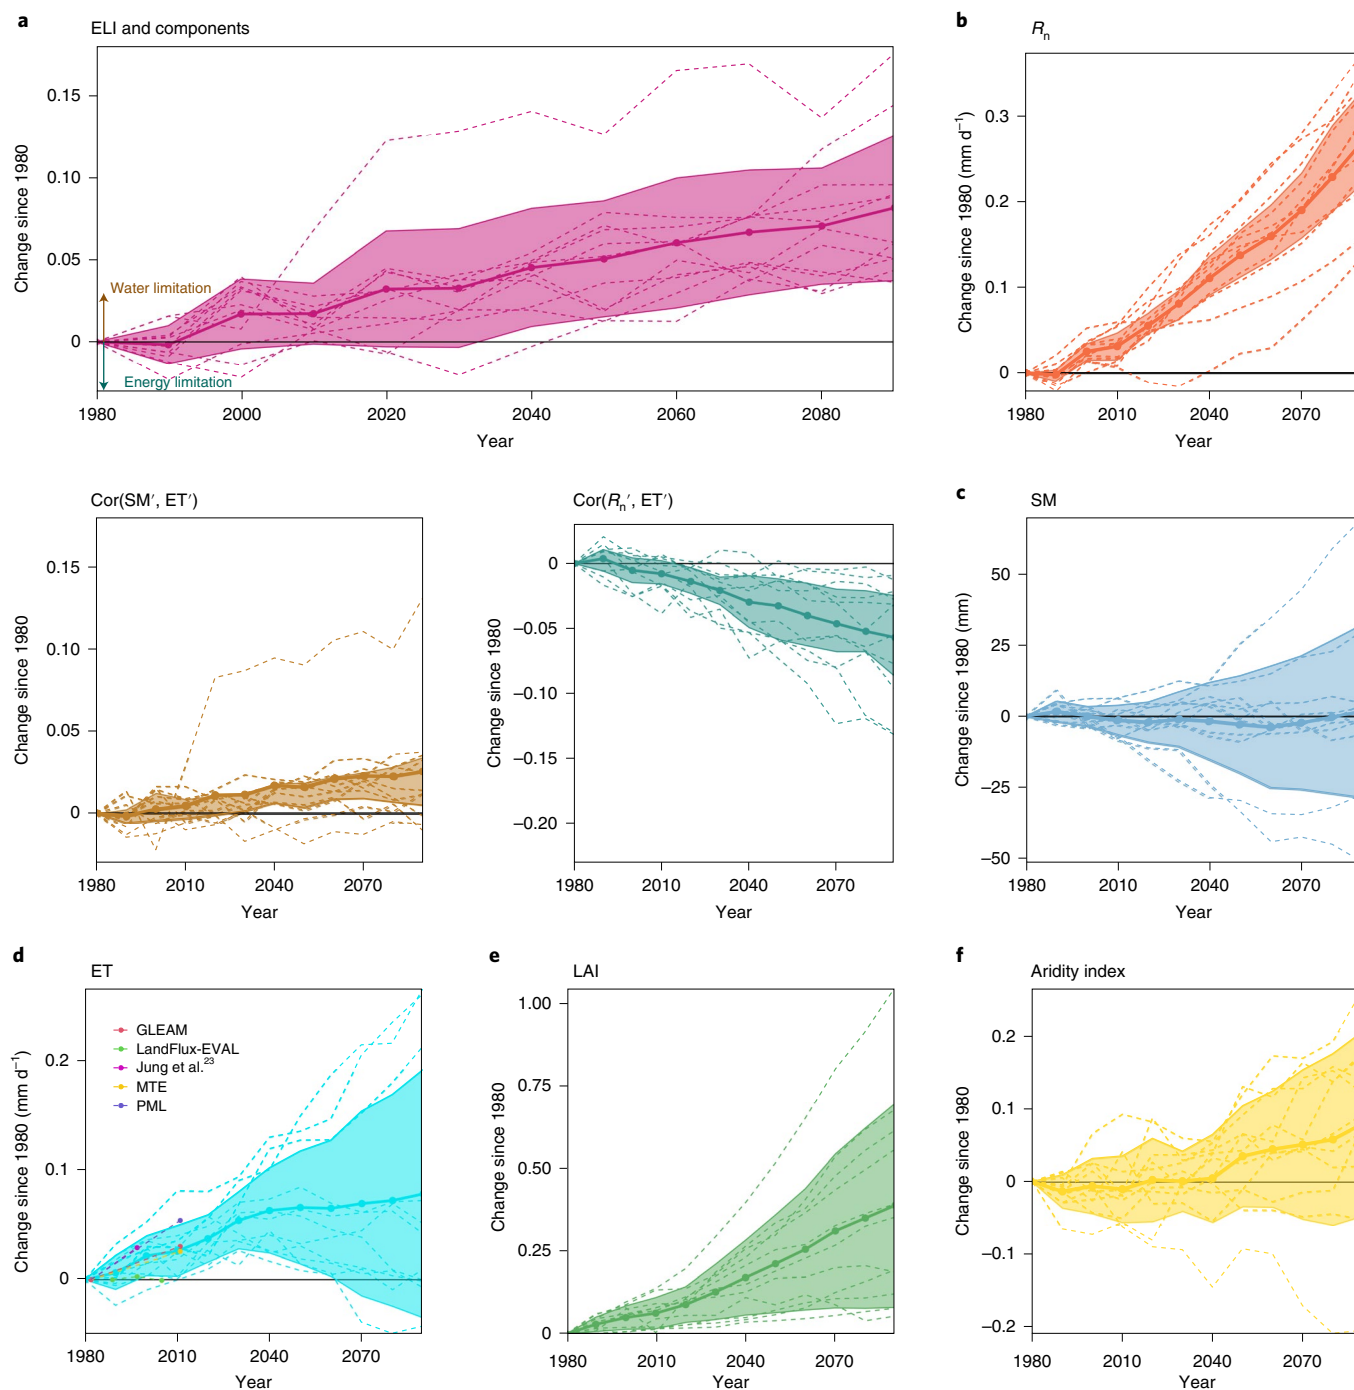 a
ELI and components
Change since 1980
0.15
0.10
0.05
0
Water limitation
Energy limitation
1980
2000
2020
2040
2060
2080
Year
b
Rn
Change since 1980 (mm d−1)
0.3
0.2
0.1
0
1980
2010
2040
2070
Year
Cor(SM′, ET′)
Change since 1980
0.15
0.10
0.05
0
1980
2010
2040
2070
Year
Cor(Rn′, ET′)
Change since 1980
0
−0.05
−0.10
−0.15
−0.20
1980
2010
2040
2070
Year
c
SM
Change since 1980 (mm)
50
25
0
−25
−50
1980
2010
2040
2070
Year
d
ET
Change since 1980 (mm d−1)
0.2
0.1
0
GLEAM
LandFlux-EVAL
Jung et al.23
MTE
PML
1980
2010
2040
2070
Year
e
LAI
Change since 1980
1.00
0.75
0.50
0.25
0
1980
2010
2040
2070
Year
f
Aridity index
Change since 1980
0.2
0.1
0
−0.1
−0.2
1980
2010
2040
2070
Year